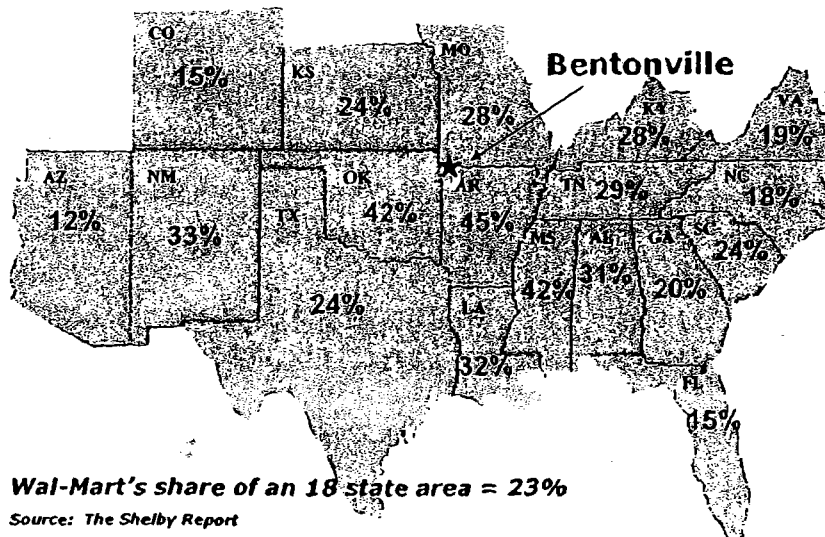 CO
15%
KS
24%
MO
28%
Bentonville
KY
28%
VA
19%
AZ
12%
NM
33%
TX
24%
OK
42%
AR
45%
TN
29%
NC
18%
MS
42%
AL
31%
GA
20%
SC
24%
LA
32%
FL
15%
Wal-Mart's share of an 18 state area = 23%
Source: The Shelby Report